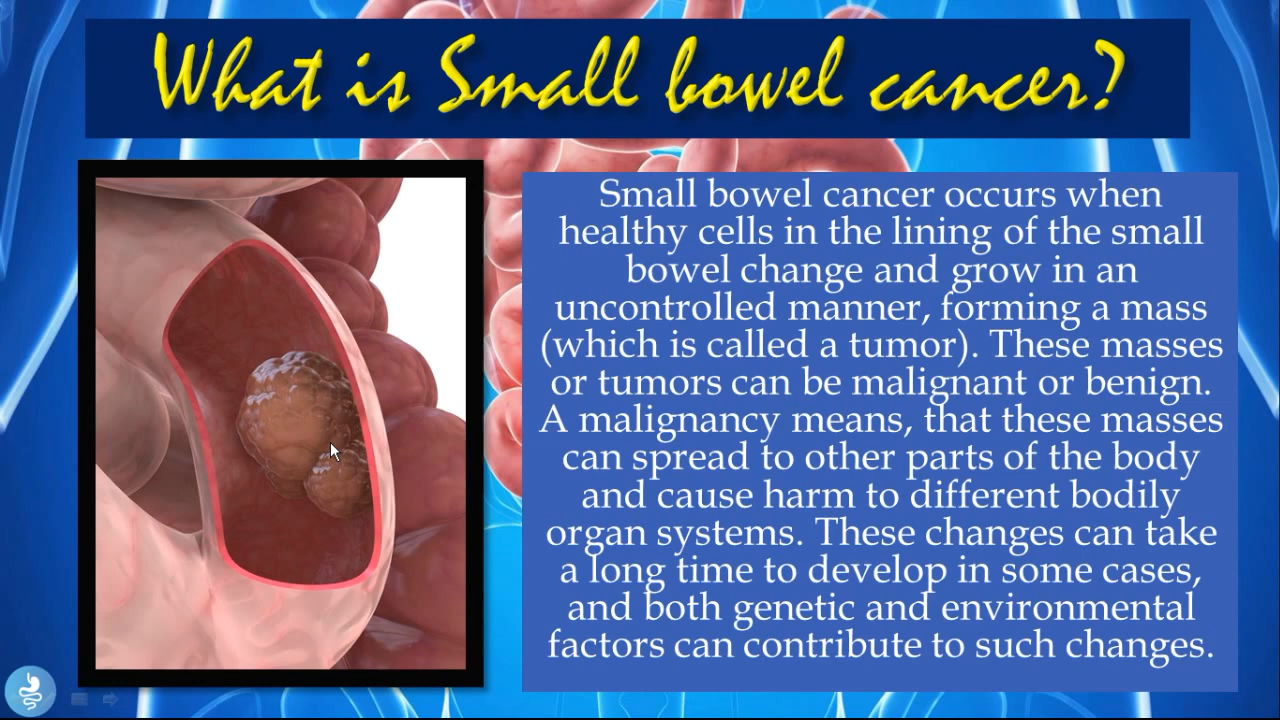 What is Small bowel cancer?
Small bowel cancer occurs when
healthy cells in the lining of the small
bowel change and grow in an
uncontrolled manner, forming a mass
(which is called a tumor). These masses
or tumors can be malignant or benign.
A malignancy means, that these masses
can spread to other parts of the body
and cause harm to different bodily
organ systems. These changes can take
a long time to develop in some cases,
and both genetic and environmental
factors can contribute to such changes.